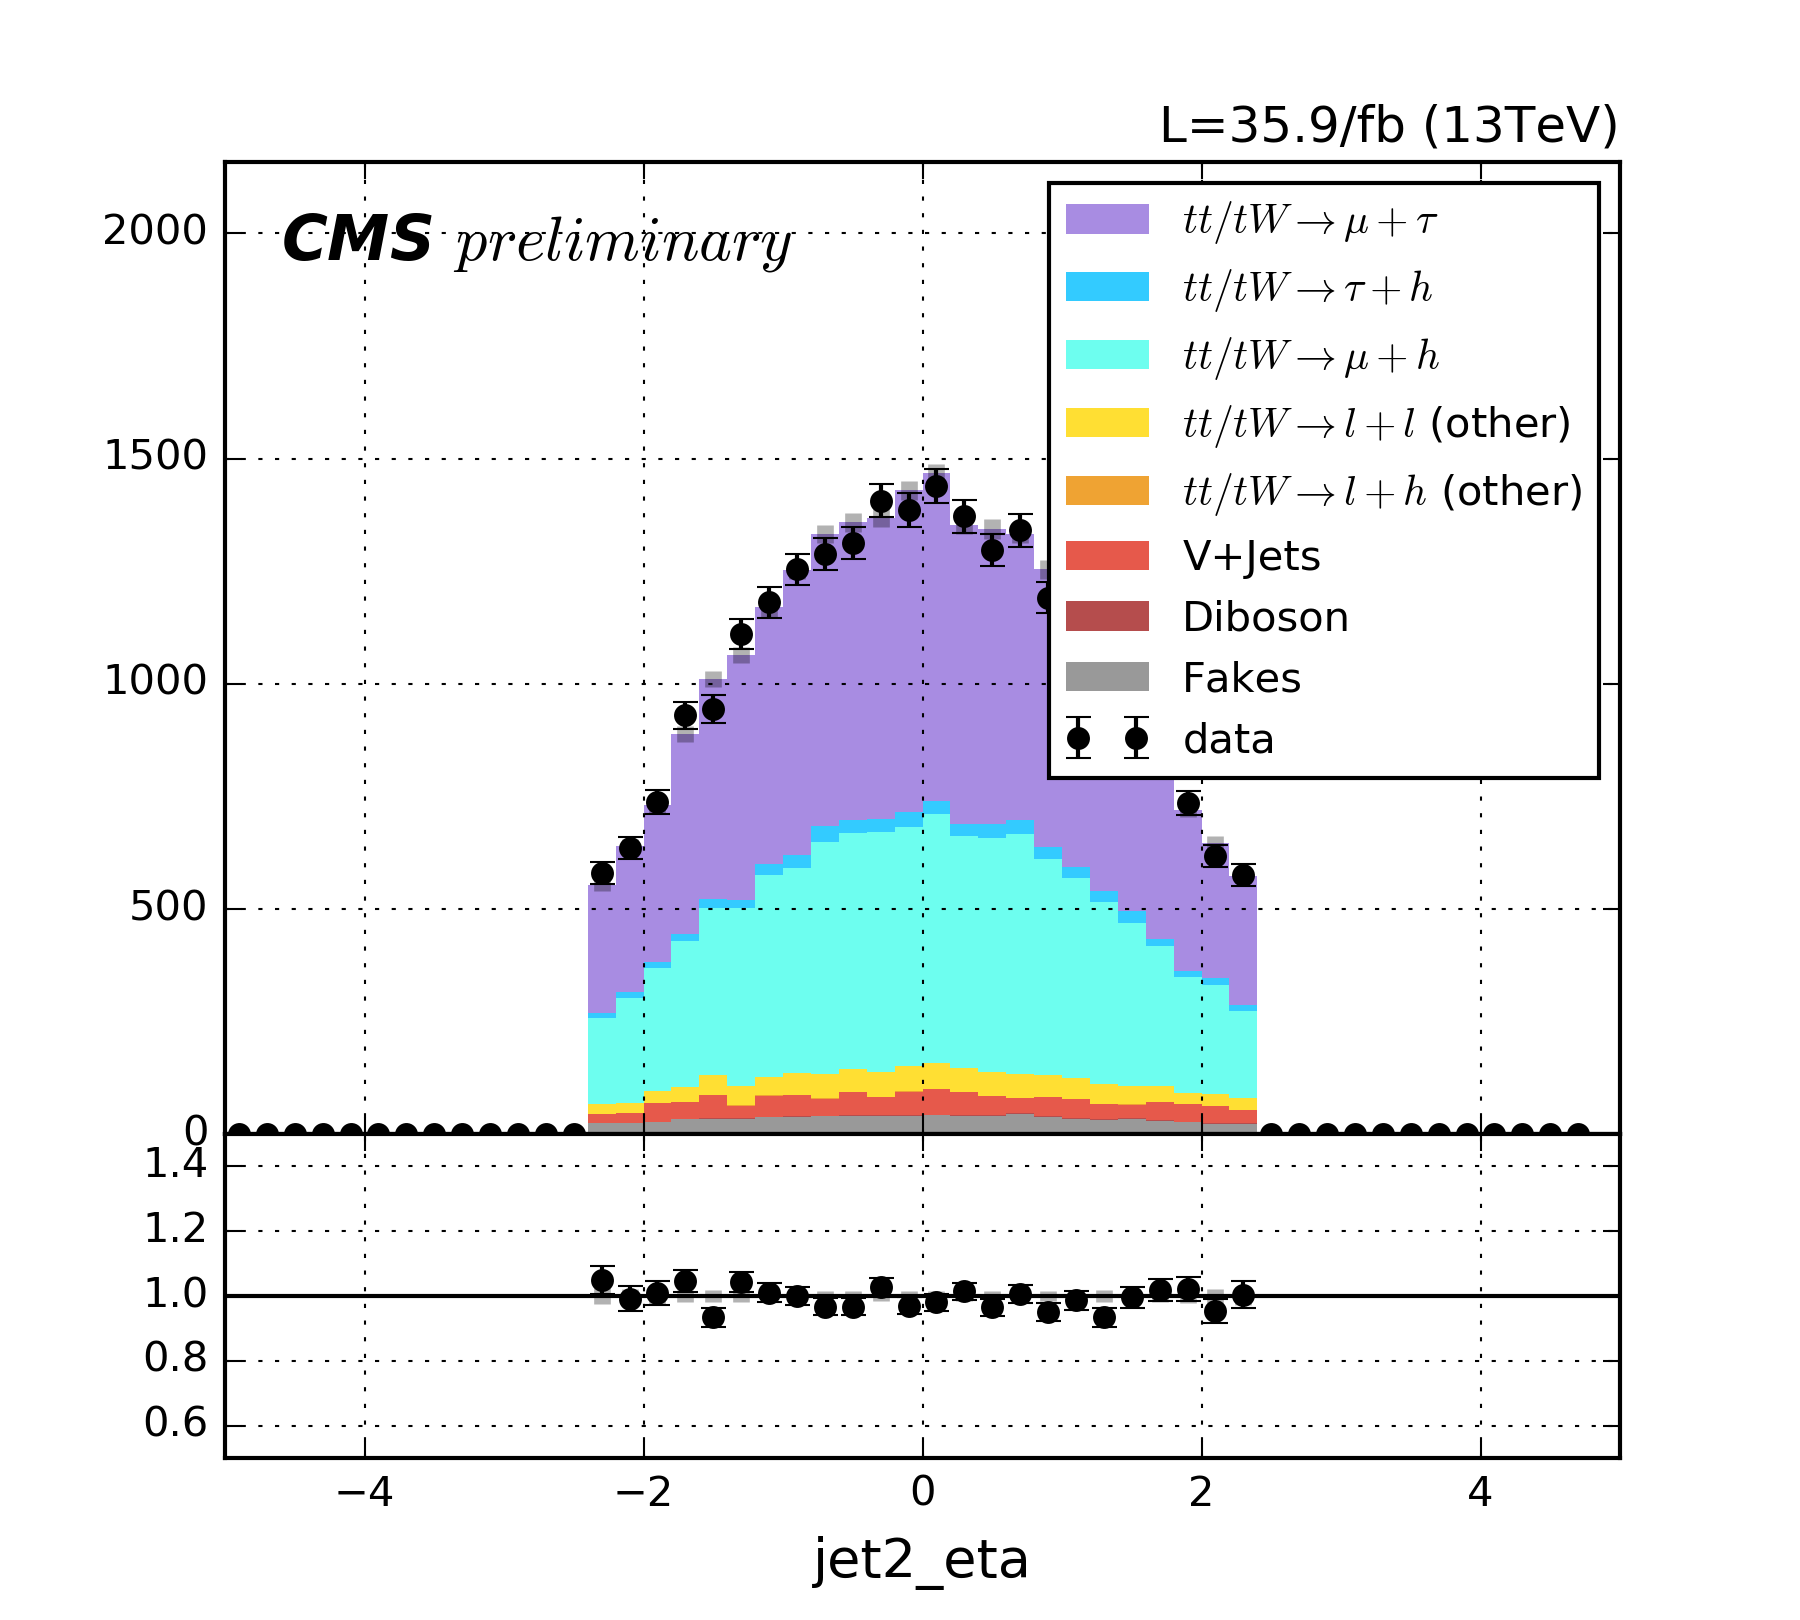 L=35.9/fb (13TeV)
CMS preliminary
2000
1500
1000
500
0
tt/tW→μ+τ
tt/tW→τ+h
tt/tW→μ+h
tt/tW→l+l (other)
tt/tW→l+h (other)
V+Jets
Diboson
Fakes
data
1.4
1.2
1.0
0.8
0.6
−4 −2 0 2 4
jet2_eta